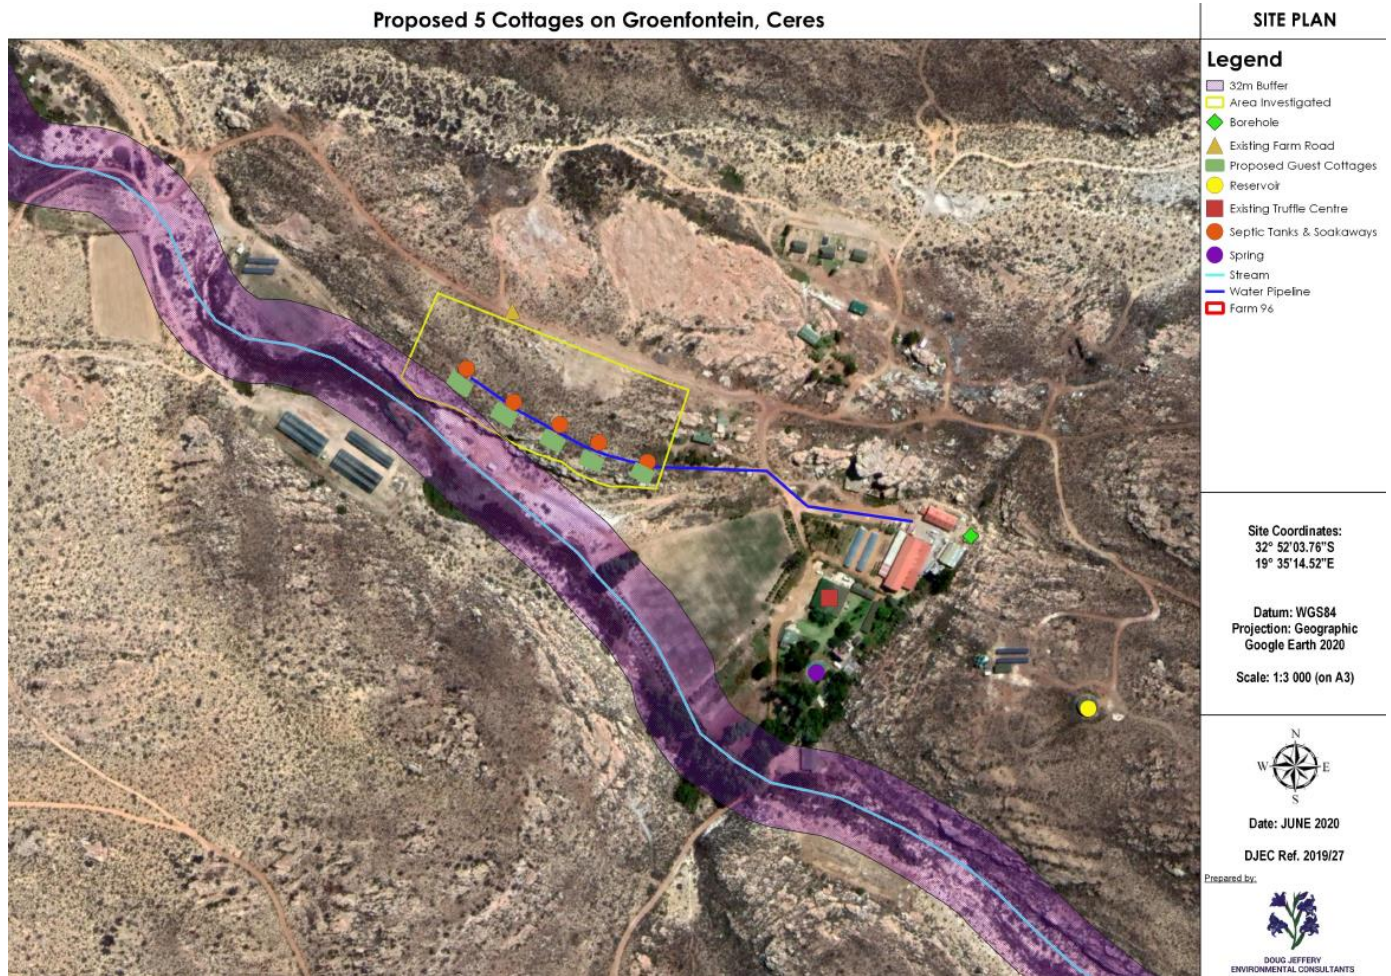 Proposed 5 Cottages on Groenfontein, Ceres
SITE PLAN
Legend
32m Buffer
Area Investigated
Borehole
Existing Farm Road
Proposed Guest Cottages
Reservoir
Existing Truffle Centre
Septic Tanks & Soakaways
Spring
Stream
Water Pipeline
Farm 96
Site Coordinates:
32° 52'03.76"S
19° 35'14.52"E
Datum: WGS84
Projection: Geographic
Google Earth 2020
Scale: 1:3 000 (on A3)
N
W E
S
Date: JUNE 2020
DJEC Ref. 2019/27
Prepared by:
DOUG JEFFERY
ENVIRONMENTAL CONSULTANTS